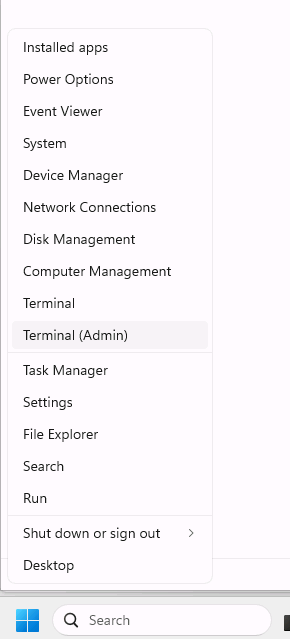 Installed apps
Power Options
Event Viewer
System
Device Manager
Network Connections
Disk Management
Computer Management
Terminal
Terminal (Admin)
Task Manager
Settings
File Explorer
Search
Run
Shut down or sign out
Desktop
Search